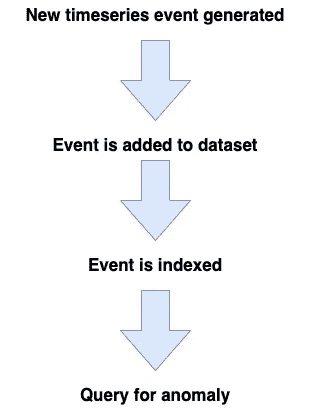 New timeseries event generated
Event is added to dataset
Event is indexed
Query for anomaly